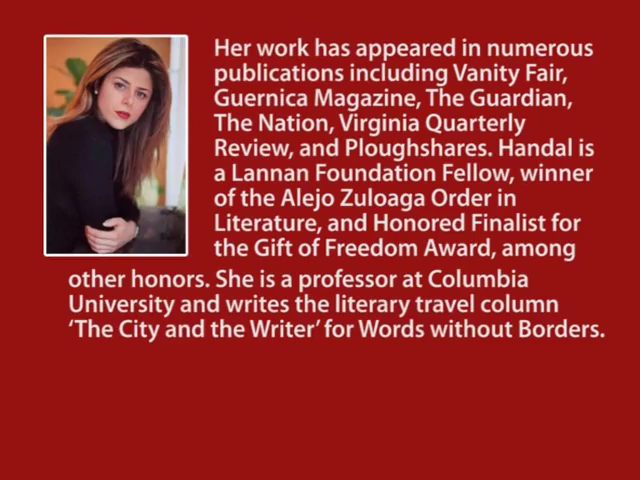 Her work has appeared in numerous
publications including Vanity Fair,
Guernica Magazine, The Guardian,
The Nation, Virginia Quarterly
Review, and Ploughshares. Handal is
a Lannan Foundation Fellow, winner
of the Alejo Zuloaga Order in
Literature, and Honored Finalist for
the Gift of Freedom Award, among
other honors. She is a professor at Columbia
University and writes the literary travel column
‘The City and the Writer’ for Words without Borders.